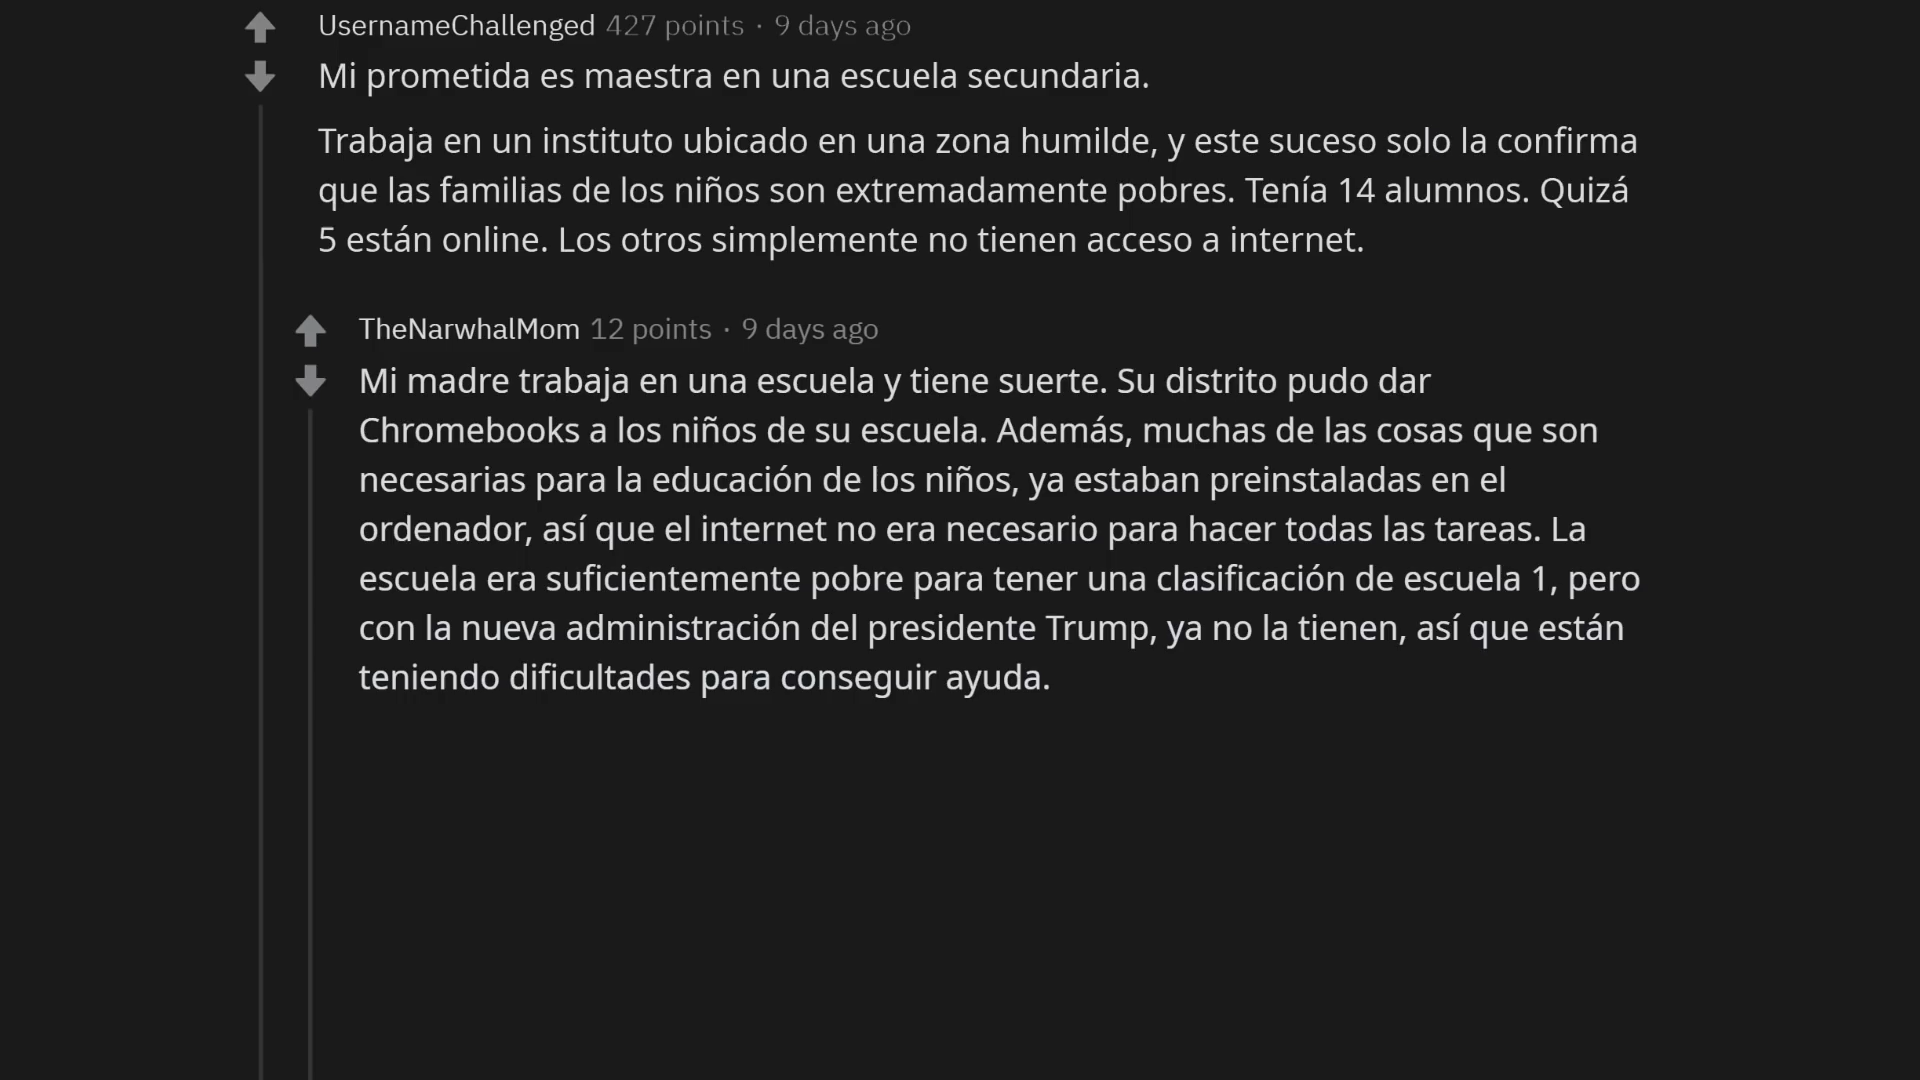 UsernameChallenged 427 points · 9 days ago
Mi prometida es maestra en una escuela secundaria.
Trabaja en un instituto ubicado en una zona humilde, y este suceso solo la confirma
que las familias de los niños son extremadamente pobres. Tenía 14 alumnos. Quizá
5 están online. Los otros simplemente no tienen acceso a internet.
TheNarwhalMom 12 points · 9 days ago
Mi madre trabaja en una escuela y tiene suerte. Su distrito pudo dar
Chromebooks a los niños de su escuela. Además, muchas de las cosas que son
necesarias para la educación de los niños, ya estaban preinstaladas en el
ordenador, así que el internet no era necesario para hacer todas las tareas. La
escuela era suficientemente pobre para tener una clasificación de escuela 1, pero
con la nueva administración del presidente Trump, ya no la tienen, así que están
teniendo dificultades para conseguir ayuda.